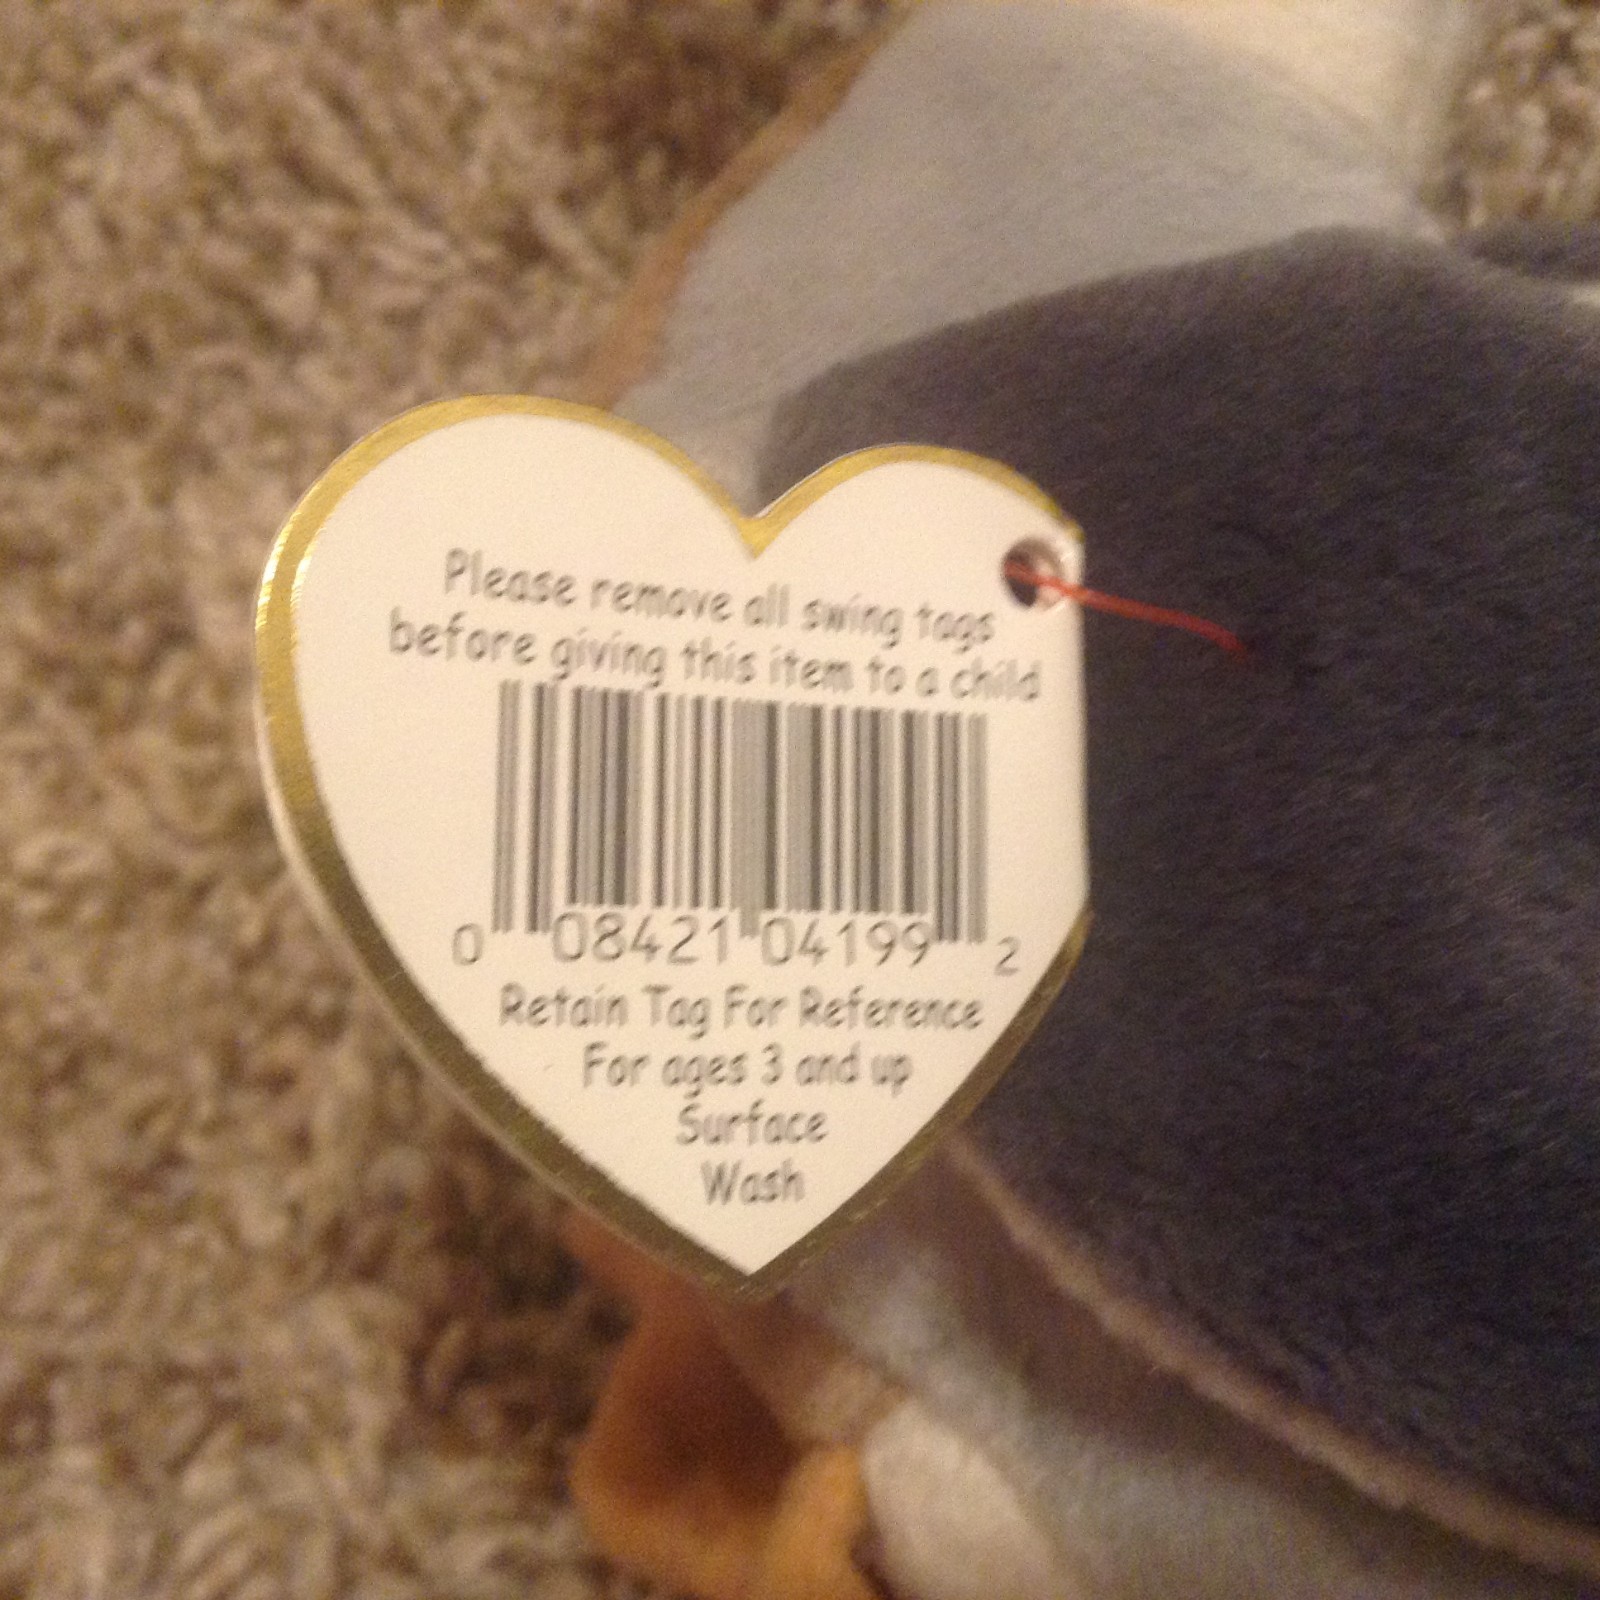 Please remove all swing tags
before giving this item to a child
0 08421 04199 2
Retain Tag For Reference
For ages 3 and up
Surface
Wash